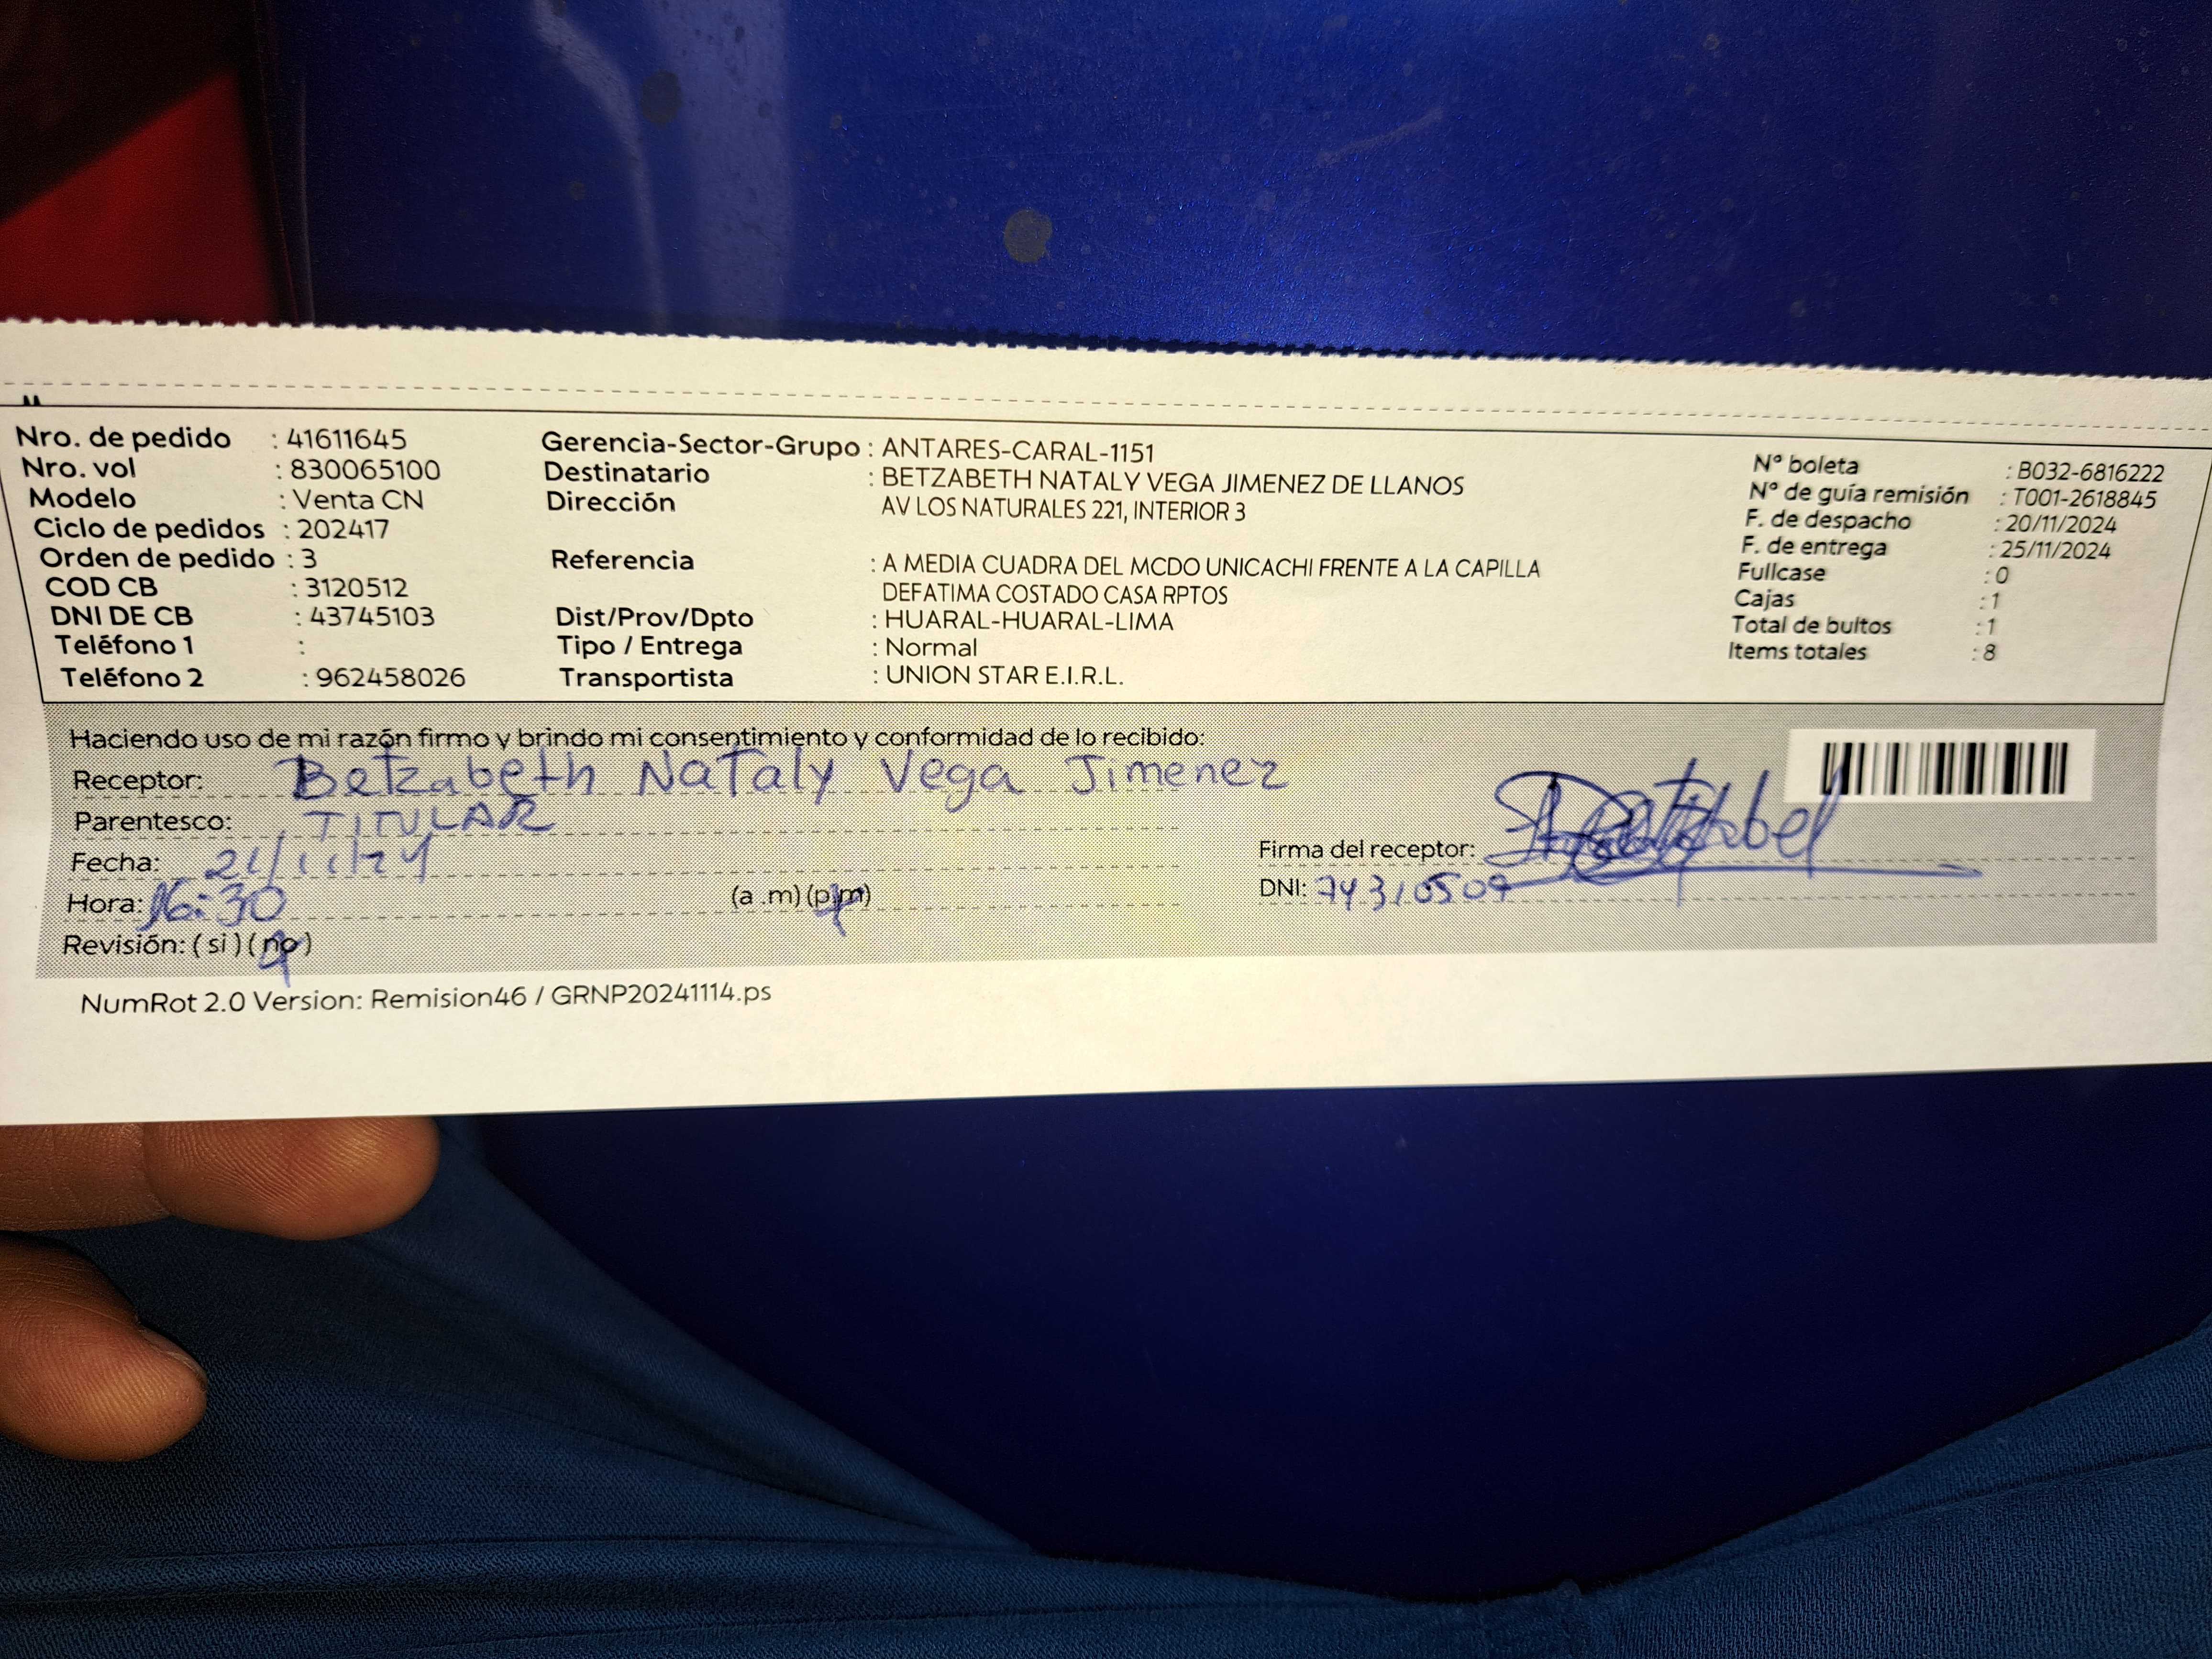 Nro. de pedido : 41611645
Nro. vol : 830065100
Modelo : Venta CN
Ciclo de pedidos : 202417
Orden de pedido : 3
COD CB : 3120512
DNI DE CB : 43745103
Teléfono 1 :
Teléfono 2 : 962458026
Gerencia-Sector-Grupo : ANTARES-CARAL-1151
Destinatario : BETZABETH NATALY VEGA JIMENEZ DE LLANOS
Dirección AV LOS NATURALES 221, INTERIOR 3
Referencia : A MEDIA CUADRA DEL MCDO UNICACHI FRENTE A LA CAPILLA
DEFATIMA COSTADO CASA RPTOS
Dist/Prov/Dpto : HUARAL-HUARAL-LIMA
Tipo / Entrega : Normal
Transportista : UNION STAR E.I.R.L.
Nº boleta : B032-6816222
Nº de guía remisión : T001-2618845
F. de despacho : 20/11/2024
F. de entrega : 25/11/2024
Fullcase : 0
Cajas : 1
Total de bultos : 1
Items totales : 8
Haciendo uso de mi razón firmo y brindo mi consentimiento y conformidad de lo recibido:
Receptor: Betzabeth Nataly Vega Jimenez
Parentesco: TITULAR
Fecha:
Hora: 16:30 (a .m) (p.m)
Revisión: ( si ) ( no )
Firma del receptor:
DNI: 74310509
NumRot 2.0 Version: Remision46 / GRNP20241114.ps